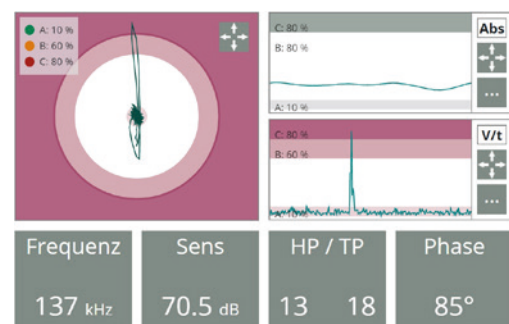 A: 10 %
B: 60 %
C: 80 %
C: 80 %
B: 80 %
A: 10 %
Abs
...
C: 80 %
B: 60 %
A: 10 %
V/t
...
Frequenz
137 kHz
Sens
70.5 dB
HP / TP
13 18
Phase
85°